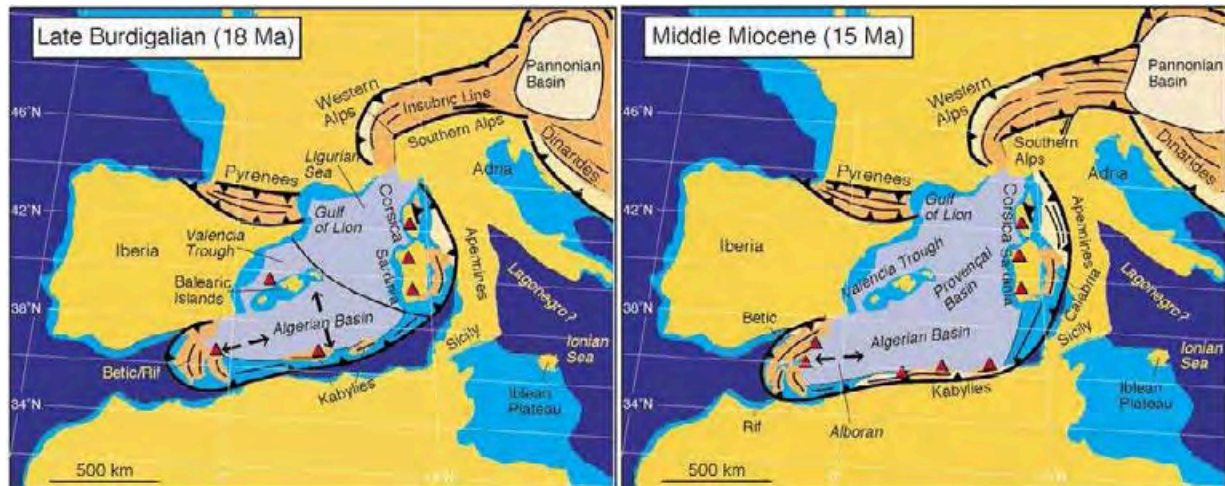 Late Burdigalian (18 Ma)
Pannonian
Basin
Western
Alps
Insubric Line
Southern Alps
46°N
Dinarides
Ligurian
Sea
Adria
Pyrenees
Gulf
of Lion
Corsica
42°N
Valencia
Trough
Iberia
Sardinia
Apennines
Balearic
Islands
Lagonegro?
38°N
Algerian Basin
Sicily
Ionian
Sea
Betic/Rif
Kabylies
Iblean
Plateau
34°N
500 km
Middle Miocene (15 Ma)
Pannonian
Basin
Western
Alps
46°N
Southern
Alps
Dinarides
Adria
Pyrenees
Gulf
of Lion
Corsica
42°N
Iberia
Valencia Trough
Provençal
Basin
Sardinia
Apennines
Lagonegro?
Calabria
38°N
Betic
Sicily
Algerian Basin
Ionian
Sea
Kabylies
Iblean
Plateau
34°N
Rif
Alboran
500 km